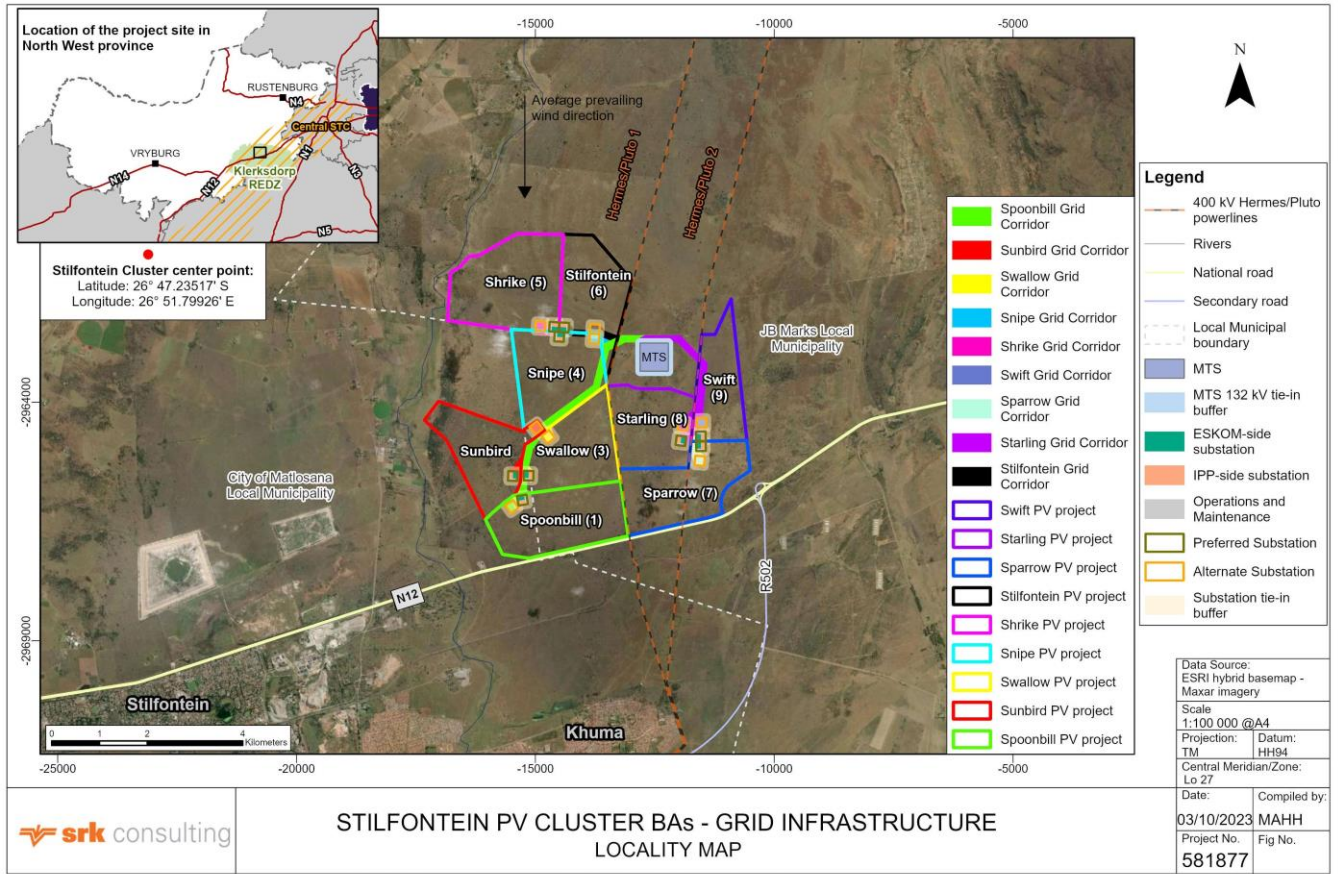 Location of the project site in
North West province
RUSTENBURG
N4
Central STC
VRYBURG
N14
N12
N1
N3
Klerksdorp
REDZ
N5
Stilfontein Cluster center point:
Latitude: 26° 47.23517' S
Longitude: 26° 51.79926' E
-15000
-10000
-5000
N
Average prevailing
wind direction
Hermes/Pluto 1
Hermes/Pluto 2
Shrike (5)
Stilfontein
(6)
JB Marks Local
Municipality
MTS
Snipe (4)
Swift
(9)
-2964000
Starling (8)
Sunbird
Swallow (3)
City of Matlosana
Local Municipality
Sparrow (7)
Spoonbill (1)
R502
N12
-2969000
Stilfontein
Khuma
0 1 2 4
Kilometers
-25000
-20000
-15000
-10000
-5000
Spoonbill Grid
Corridor
Sunbird Grid Corridor
Swallow Grid
Corridor
Snipe Grid Corridor
Shrike Grid Corridor
Swift Grid Corridor
Sparrow Grid
Corridor
Starling Grid Corridor
Stilfontein Grid
Corridor
Swift PV project
Starling PV project
Sparrow PV project
Stilfontein PV project
Shrike PV project
Snipe PV project
Swallow PV project
Sunbird PV project
Spoonbill PV project
Legend
400 kV Hermes/Pluto
powerlines
Rivers
National road
Secondary road
Local Municipal
boundary
MTS
MTS 132 kV tie-in
buffer
ESKOM-side
substation
IPP-side substation
Operations and
Maintenance
Preferred Substation
Alternate Substation
Substation tie-in
buffer
Data Source:
ESRI hybrid basemap -
Maxar imagery
Scale
1:100 000 @A4
Projection: Datum:
TM HH94
Central Meridian/Zone:
Lo 27
Date: Compiled by:
03/10/2023 MAHH
Project No. Fig No.
581877
srk consulting
STILFONTEIN PV CLUSTER BAs - GRID INFRASTRUCTURE
LOCALITY MAP